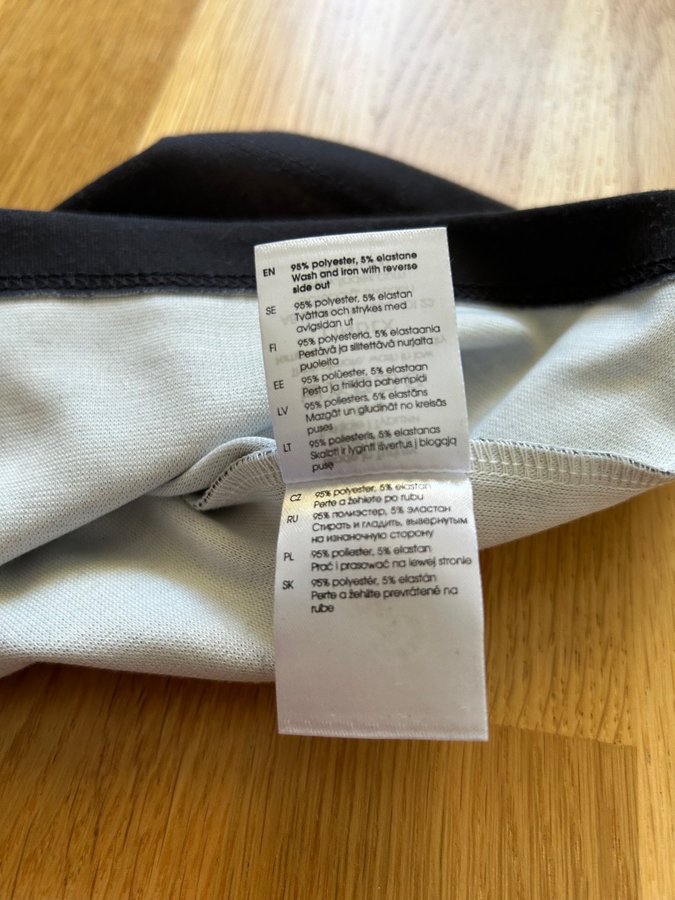 EN 95% polyester, 5% elastane
Wash and iron with reverse
side out
SE 95% polyester, 5% elastan
Tvättas och strykes med
avigsidan ut
FI 95% polyesteria, 5% elastaania
Pestävä ja silitettävä nurjalta
puolelta
EE 95% polüester, 5% elastaan
Pesta ja triikida pahempidi
LV 95% poliesters, 5% elastāns
Mazgāt un gludināt no kreisās
puses
LT 95% poliesteris, 5% elastanas
Skalbti ir lyginti išvertus į blogąją
pusę
CZ 95% polyester, 5% elastan
Perte a žehlete po rubu
RU 95% полиэстер, 5% эластан
Стирать и гладить, вывернутым
на изнаночную сторону
PL 95% poliester, 5% elastan
Prać i prasować na lewej stronie
SK 95% polyestér, 5% elastán
Perte a žehlite prevrátené na
rube